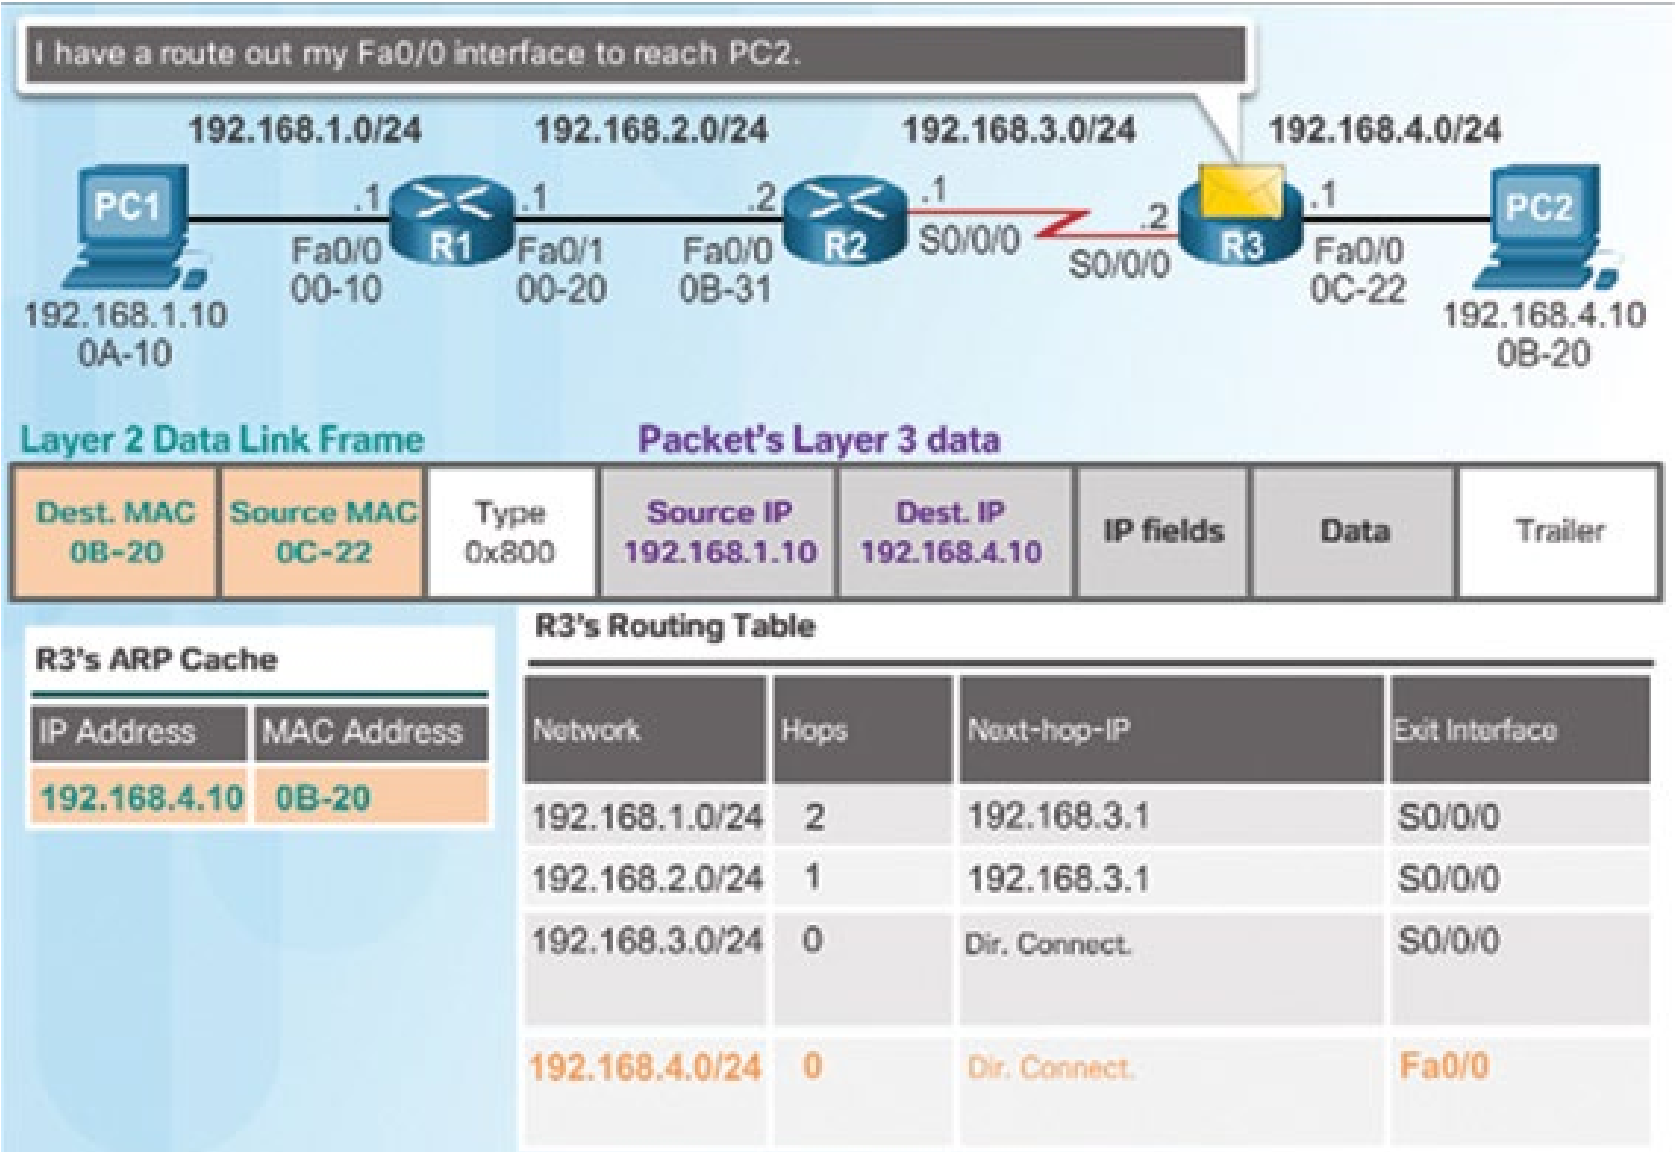 I have a route out my Fa0/0 interface to reach PC2.
192.168.1.0/24 192.168.2.0/24 192.168.3.0/24 192.168.4.0/24
PC1 .1 R1 .1 .2 R2 .1 .2 R3 .1 PC2
Fa0/0 Fa0/1 Fa0/0 S0/0/0 S0/0/0 Fa0/0
00-10 00-20 0B-31 0C-22
192.168.1.10 192.168.4.10
0A-10 0B-20
Layer 2 Data Link Frame Packet's Layer 3 data
Dest. MAC Source MAC Type Source IP Dest. IP IP fields Data Trailer
0B-20 0C-22 0x800 192.168.1.10 192.168.4.10
R3's ARP Cache
IP Address MAC Address
192.168.4.10 0B-20
R3's Routing Table
Network Hops Next-hop-IP Exit Interface
192.168.1.0/24 2 192.168.3.1 S0/0/0
192.168.2.0/24 1 192.168.3.1 S0/0/0
192.168.3.0/24 0 Dir. Connect. S0/0/0
192.168.4.0/24 0 Dir. Connect. Fa0/0